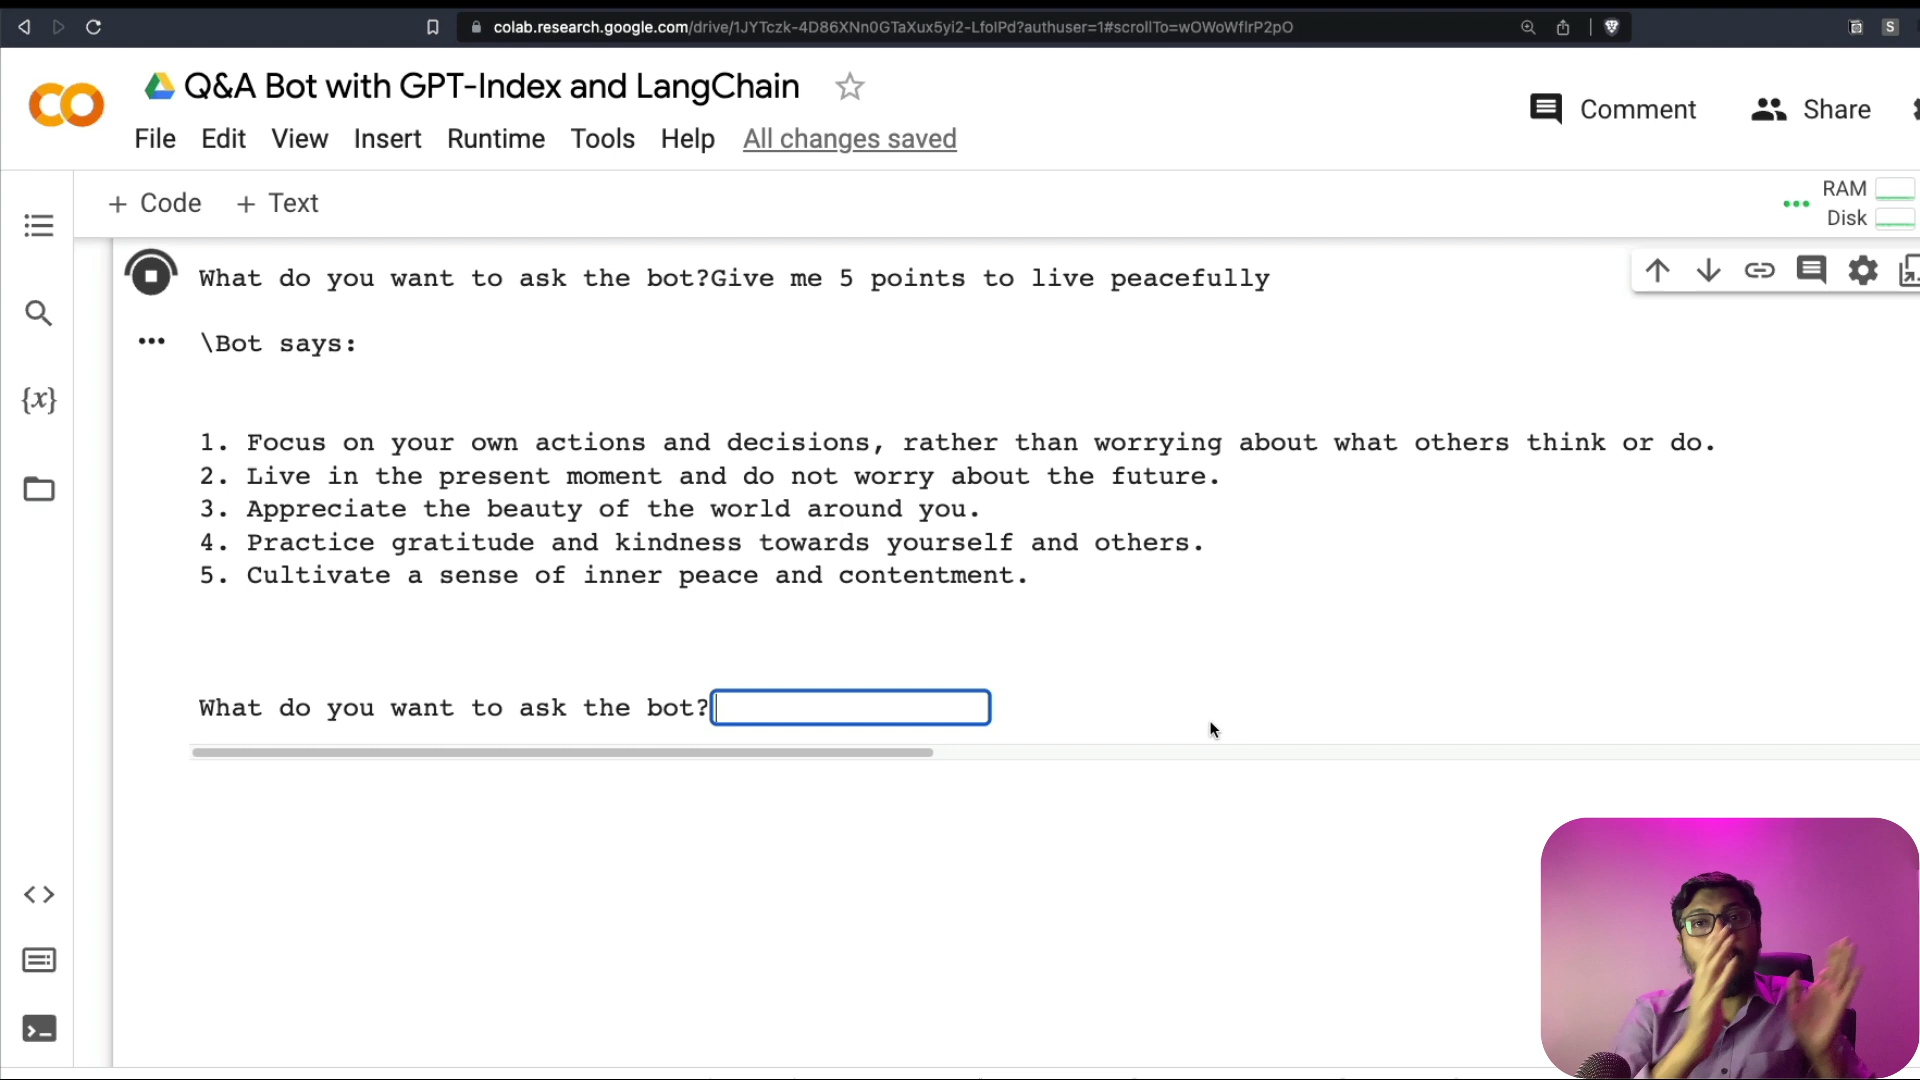 colab.research.google.com/drive/1JYTczk-4D86XNn0GTaXux5yi2-LfoIPd?authuser=1#scrollTo=wOWoWflrP2pO
S
Q&A Bot with GPT-Index and LangChain
Comment
Share
File Edit View Insert Runtime Tools Help All changes saved
+ Code + Text
RAM
Disk
What do you want to ask the bot?Give me 5 points to live peacefully
\Bot says:
{x}
1. Focus on your own actions and decisions, rather than worrying about what others think or do.
2. Live in the present moment and do not worry about the future.
3. Appreciate the beauty of the world around you.
4. Practice gratitude and kindness towards yourself and others.
5. Cultivate a sense of inner peace and contentment.
What do you want to ask the bot?